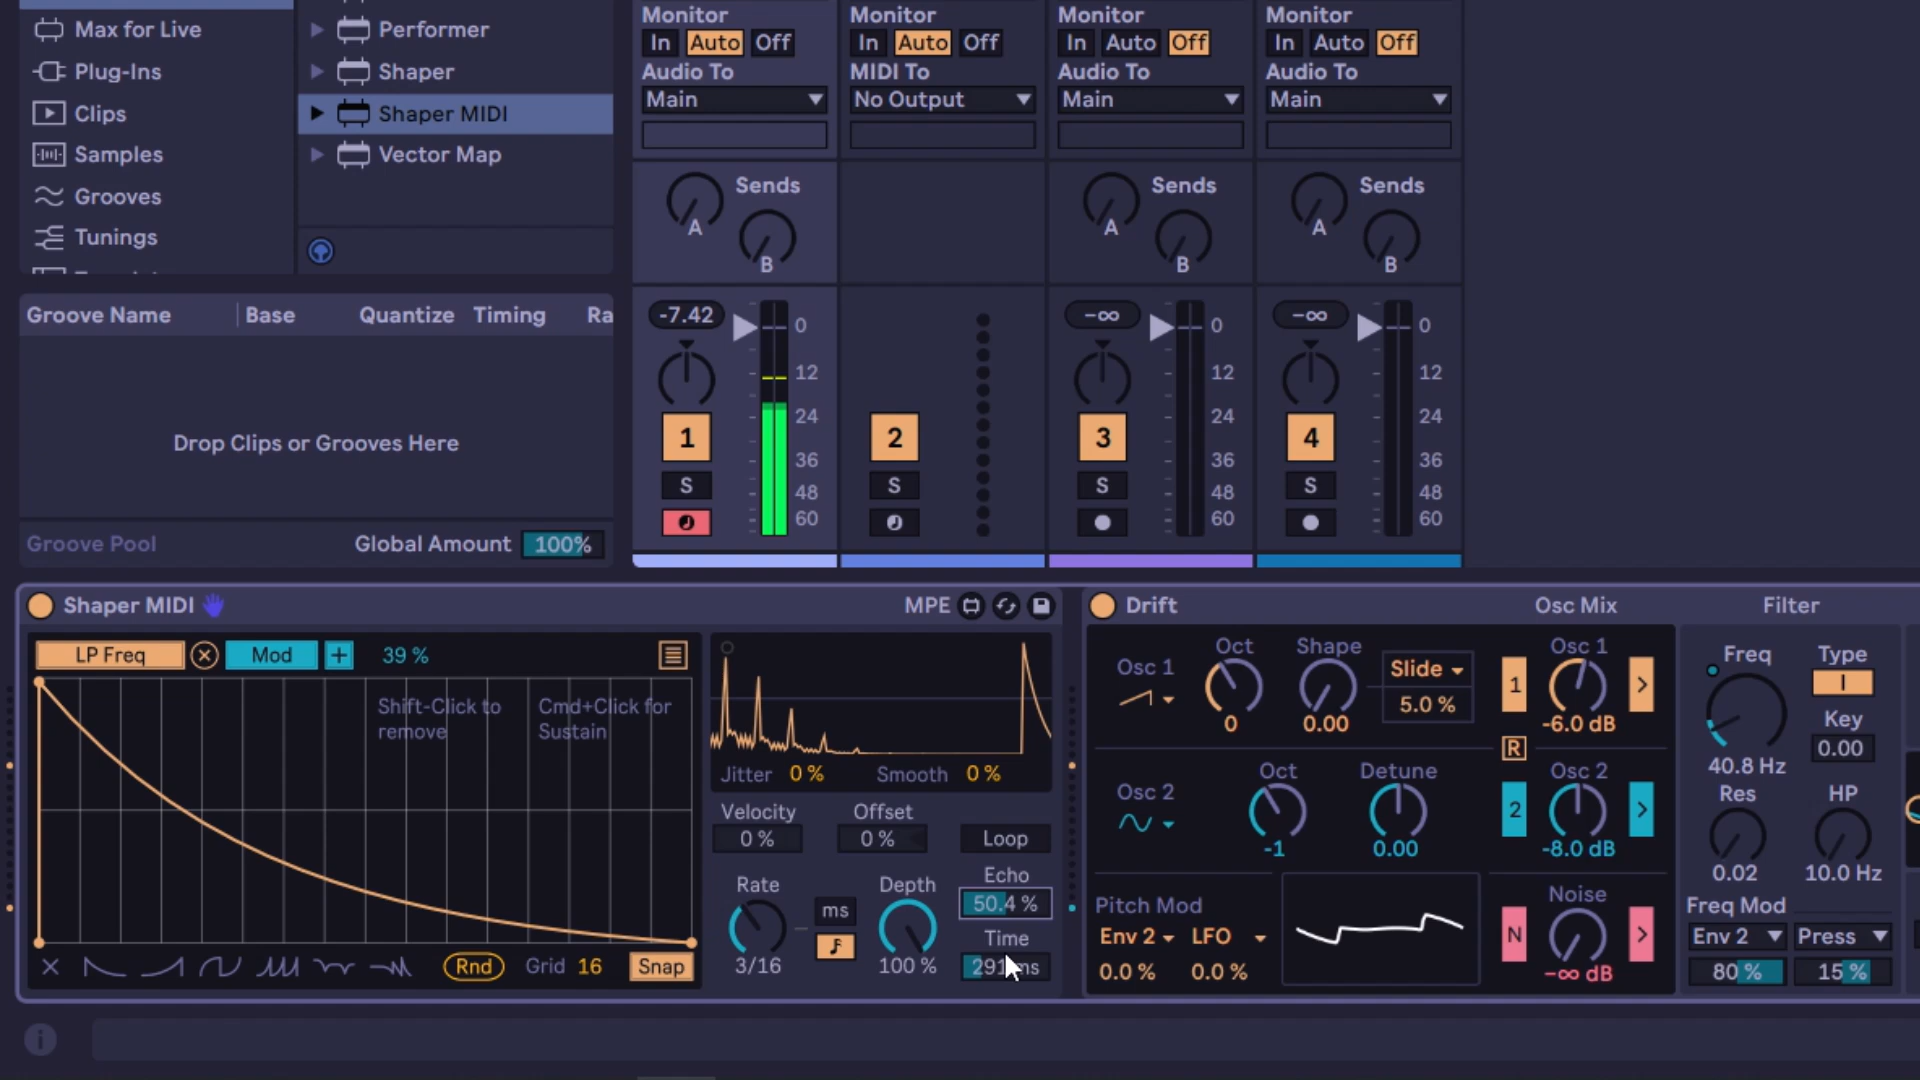 Max for Live
Plug-Ins
Clips
Samples
Grooves
Tunings
Performer
Shaper
Shaper MIDI
Vector Map
Monitor
In Auto Off
Audio To
Main
Monitor
In Auto Off
MIDI To
No Output
Monitor
In Auto Off
Audio To
Main
Monitor
In Auto Off
Audio To
Main
Sends
A
B
Sends
A
B
Sends
A
B
Groove Name Base Quantize Timing Ra
Drop Clips or Grooves Here
Groove Pool Global Amount 100%
-7.42
0
12
24
36
48
60
1
S
2
S
-∞
0
12
24
36
48
60
3
S
-∞
0
12
24
36
48
60
4
S
Shaper MIDI MPE
LP Freq Mod + 39 %
Shift-Click to
remove
Cmd+Click for
Sustain
Rnd Grid 16 Snap
Jitter 0 % Smooth 0 %
Velocity Offset
0 % 0 % Loop
Rate Depth Echo
ms 50.4 %
Time
3/16 100 %
Drift Osc Mix Filter
Osc 1 Oct Shape Slide
0 0.00 5.0 %
1 Osc 1
-6.0 dB
R
Osc 2 Oct Detune
-1 0.00
2 Osc 2
-8.0 dB
Pitch Mod
Env 2 LFO
0.0 % 0.0 %
N Noise
-∞ dB
Freq Type
I
Key
0.00
40.8 Hz
Res HP
0.02 10.0 Hz
Freq Mod
Env 2 Press
80 % 15 %